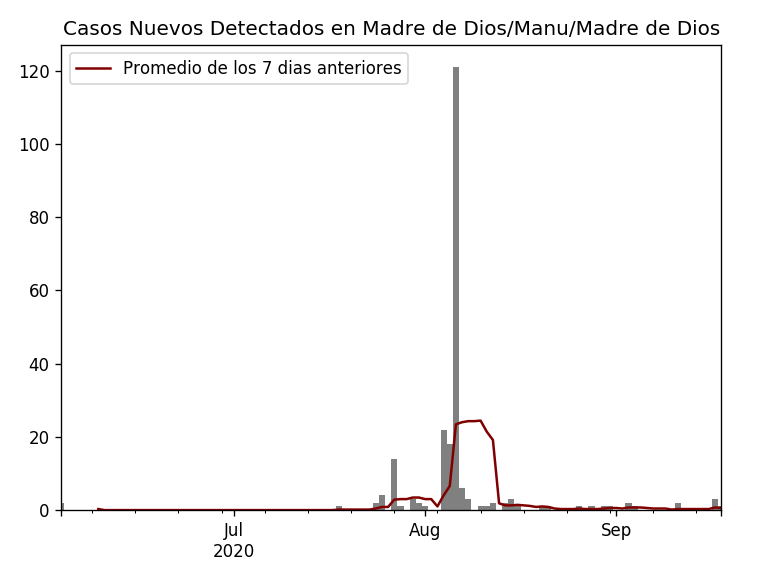 Casos Nuevos Detectados en Madre de Dios/Manu/Madre de Dios
Promedio de los 7 dias anteriores
120
100
80
60
40
20
0
Jul
2020
Aug
Sep